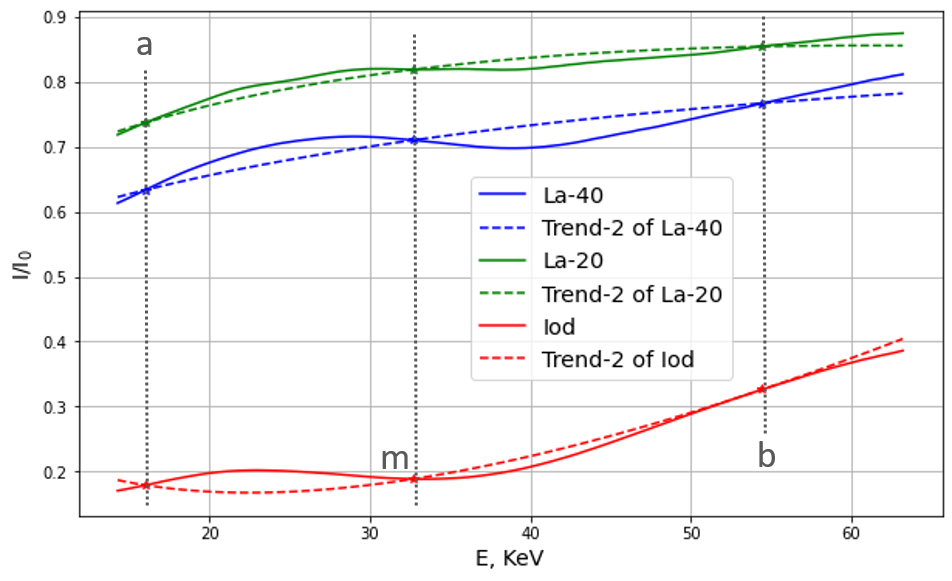 0.9
0.8
0.7
0.6
0.5
0.4
0.3
0.2
I/I₀
a
m
b
La-40
Trend-2 of La-40
La-20
Trend-2 of La-20
Iod
Trend-2 of Iod
20 30 40 50 60
E, KeV